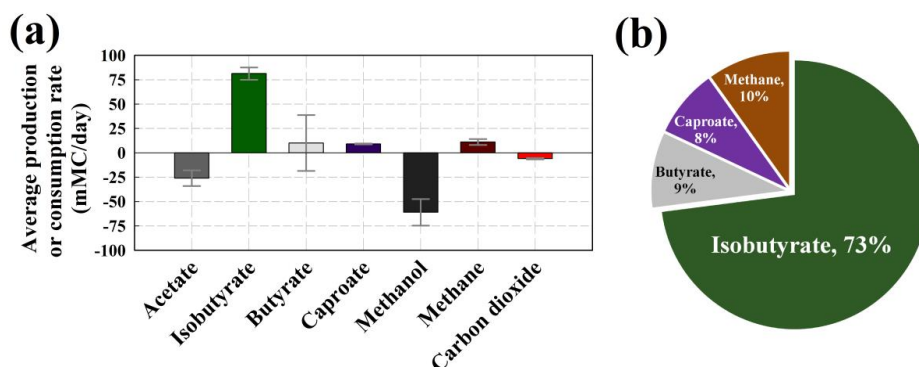 (a)
Average production
or consumption rate
(mMC/day)
100
75
50
25
0
-25
-50
-75
-100
Acetate
Isobutyrate
Butyrate
Caproate
Methanol
Methane
Carbon dioxide
(b)
Methane,
10%
Caproate,
8%
Butyrate,
9%
Isobutyrate, 73%